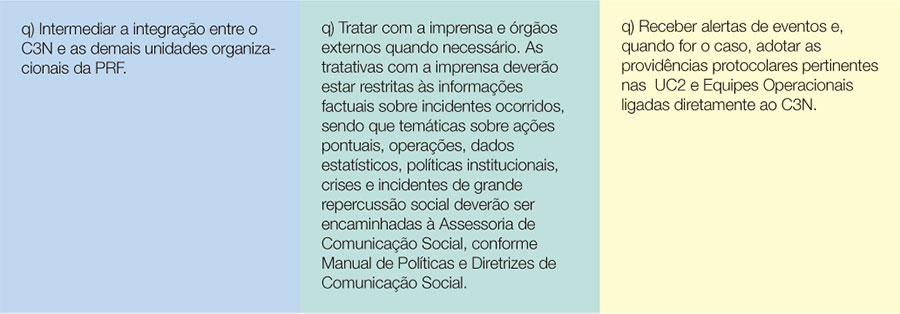 q) Intermediar a integração entre o
C3N e as demais unidades organiza-
cionais da PRF.
q) Tratar com a imprensa e órgãos
externos quando necessário. As
tratativas com a imprensa deverão
estar restritas às informações
factuais sobre incidentes ocorridos,
sendo que temáticas sobre ações
pontuais, operações, dados
estatísticos, políticas institucionais,
crises e incidentes de grande
repercussão social deverão ser
encaminhadas à Assessoria de
Comunicação Social, conforme
Manual de Políticas e Diretrizes de
Comunicação Social.
q) Receber alertas de eventos e,
quando for o caso, adotar as
providências protocolares pertinentes
nas UC2 e Equipes Operacionais
ligadas diretamente ao C3N.